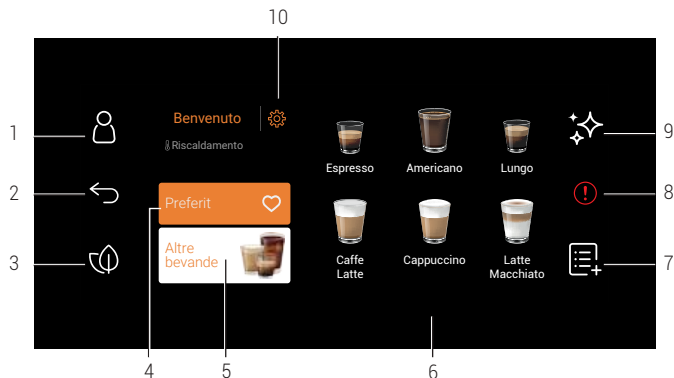 10
1
2
3
Benvenuto
Riscaldamento
Preferit
Altre
bevande
Espresso
Americano
Lungo
Caffe
Latte
Cappuccino
Latte
Macchiato
9
8
7
4
5
6